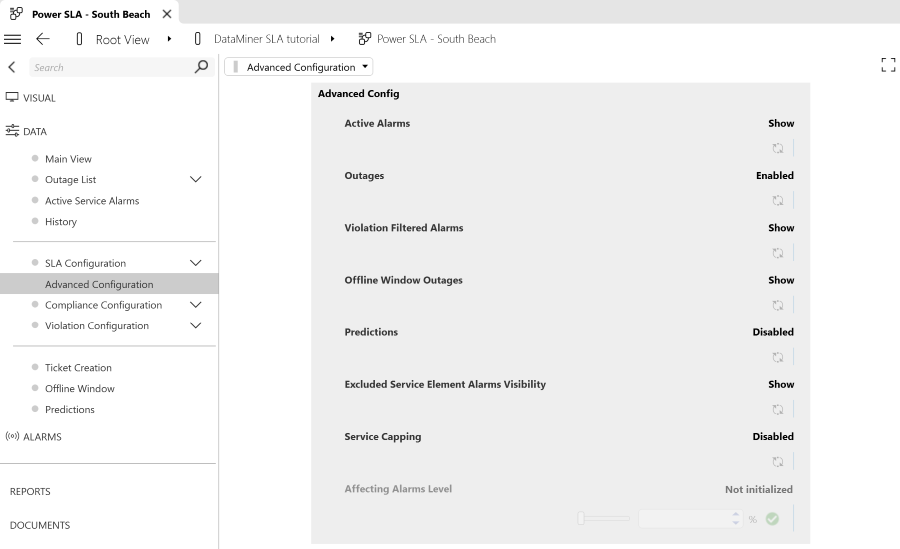 Power SLA - South Beach
Root View
DataMiner SLA tutorial
Power SLA - South Beach
Search
Advanced Configuration
VISUAL
DATA
Main View
Outage List
Active Service Alarms
History
SLA Configuration
Advanced Configuration
Compliance Configuration
Violation Configuration
Ticket Creation
Offline Window
Predictions
ALARMS
REPORTS
DOCUMENTS
Advanced Config
Active Alarms Show
Outages Enabled
Violation Filtered Alarms Show
Offline Window Outages Show
Predictions Disabled
Excluded Service Element Alarms Visibility Show
Service Capping Disabled
Affecting Alarms Level Not initialized
%